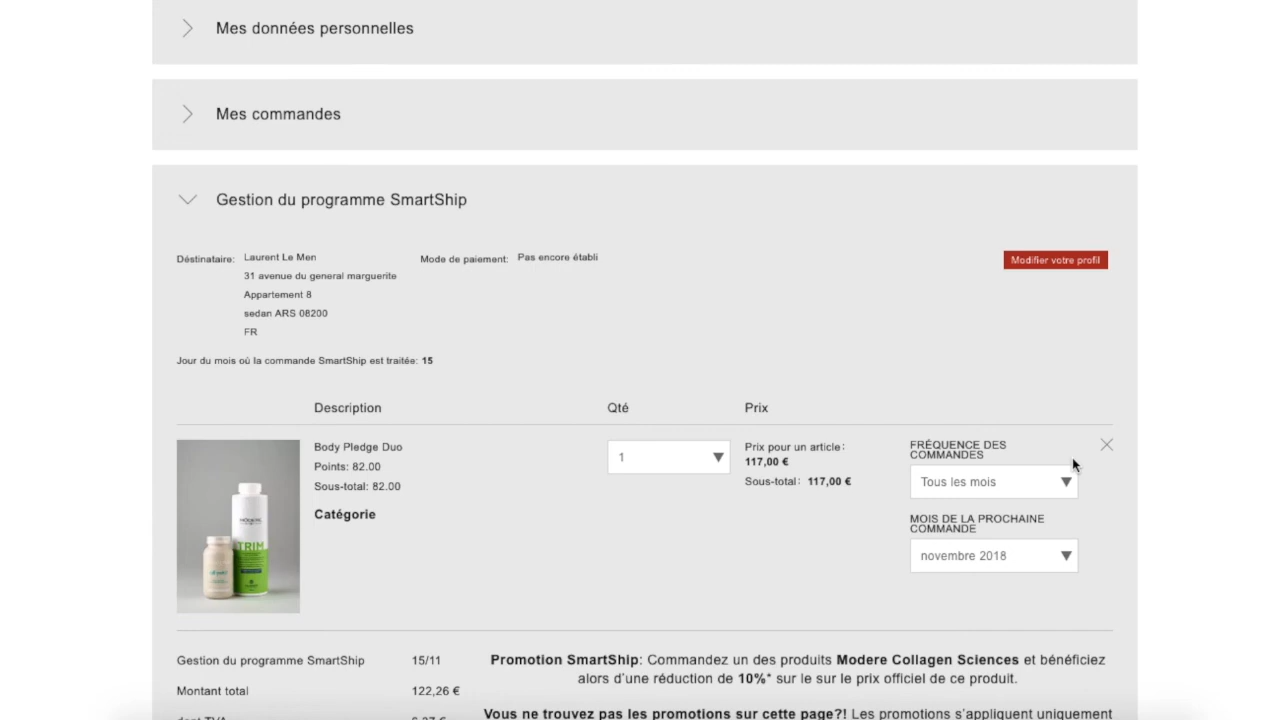 Mes données personnelles
Mes commandes
Gestion du programme SmartShip
Déstinataire: Laurent Le Men
31 avenue du general marguerite
Appartement 8
sedan ARS 08200
FR
Mode de paiement: Pas encore établi
Modifier votre profil
Jour du mois où la commande SmartShip est traitée: 15
Description Qté Prix
Body Pledge Duo
Points: 82.00
Sous-total: 82.00
Catégorie
1
Prix pour un article:
117,00 €
Sous-total: 117,00 €
FRÉQUENCE DES
COMMANDES
Tous les mois
MOIS DE LA PROCHAINE
COMMANDE
novembre 2018
TRIM
Gestion du programme SmartShip 15/11
Montant total 122,26 €
Promotion SmartShip: Commandez un des produits Modere Collagen Sciences et bénéficiez
alors d'une réduction de 10%* sur le sur le prix officiel de ce produit.
Vous ne trouvez pas les promotions sur cette page?! Les promotions s'appliquent uniquement